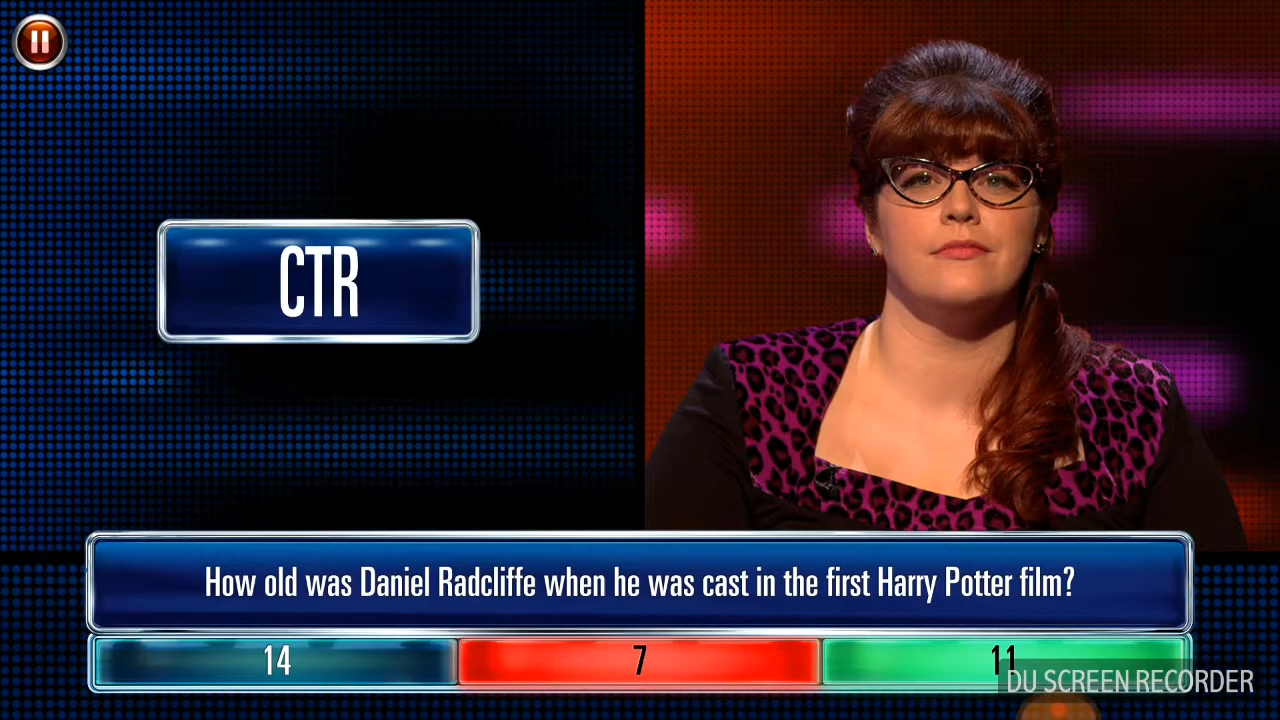 CTR
How old was Daniel Radcliffe when he was cast in the first Harry Potter film?
14
7
11
DU SCREEN RECORDER